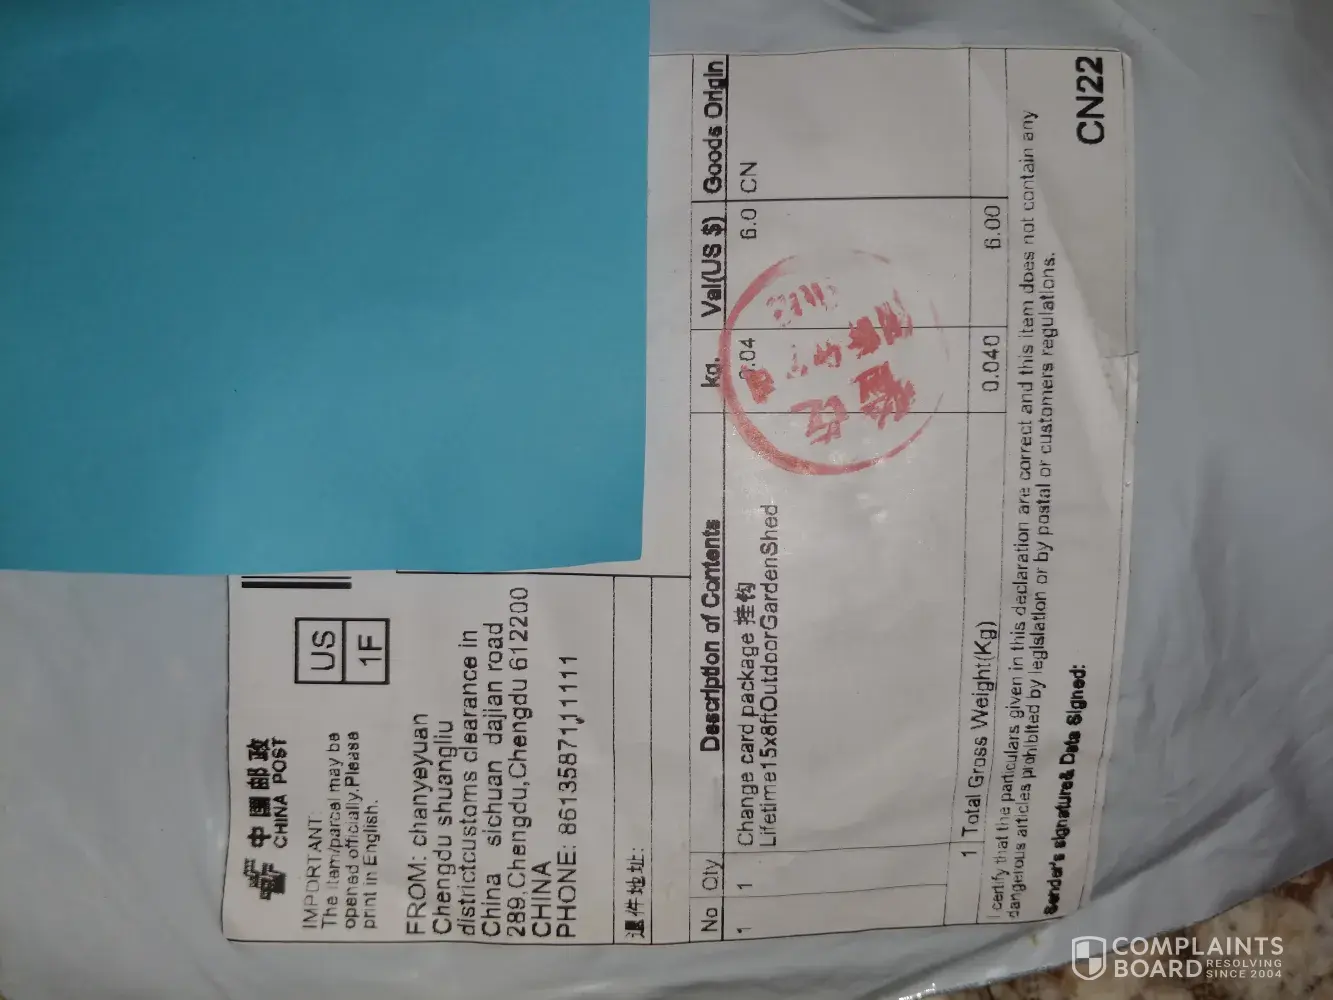 中國郵政
CHINA POST
US
1F
IMPORTANT:
The item/parcel may be
opened officially.Please
print in English.
FROM: chanyeyuan
Chengdu shuangliu
districtcustoms clearance in
China sichuan dajian road
289,Chengdu,Chengdu 612200
CHINA
PHONE: 8613587111111
退件地址:
No Qty Description of Contents kg. Val(US $) Goods Origin
1 1 Change card package 挂钩 0.04 6.0 CN
Lifetime15x8ftOutdoorGardenShed
1 Total Gross Weight(Kg) 0.040 6.00
I certify that the particulars given in this declaration are correct and this item does not contain any
dangerous articles prohibited by legislation or by postal or customers regulations.
Sender's signature& Data Signed:
CN22
COMPLAINTS
BOARD RESOLVING
SINCE 2004